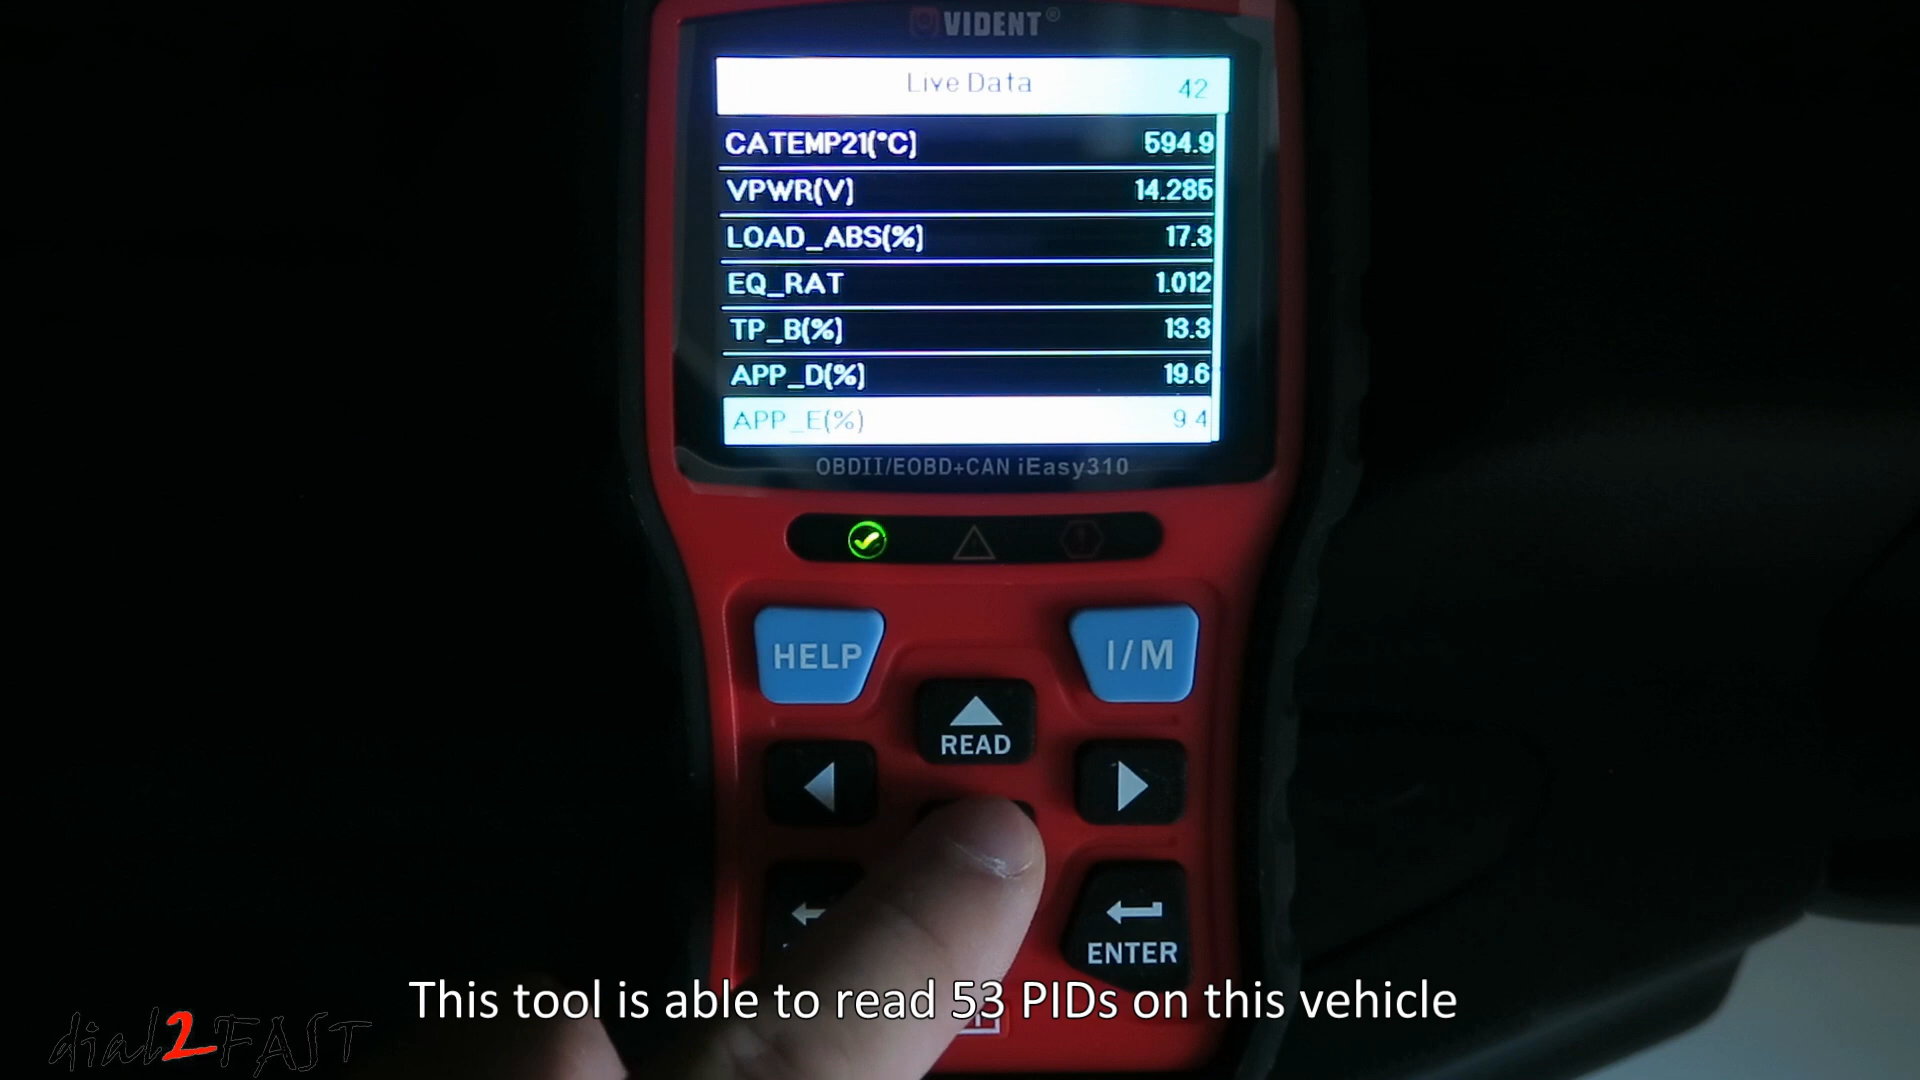 VIDENT®
Live Data 42
CATEMP21(°C) 594.9
VPWR(V) 14.285
LOAD_ABS(%) 17.3
EQ_RAT 1.012
TP_B(%) 13.3
APP_D(%) 19.6
APP_E(%) 9.4
OBDII/EOBD+CAN iEasy310
HELP
I/M
READ
ENTER
This tool is able to read 53 PIDs on this vehicle
dial2FAST